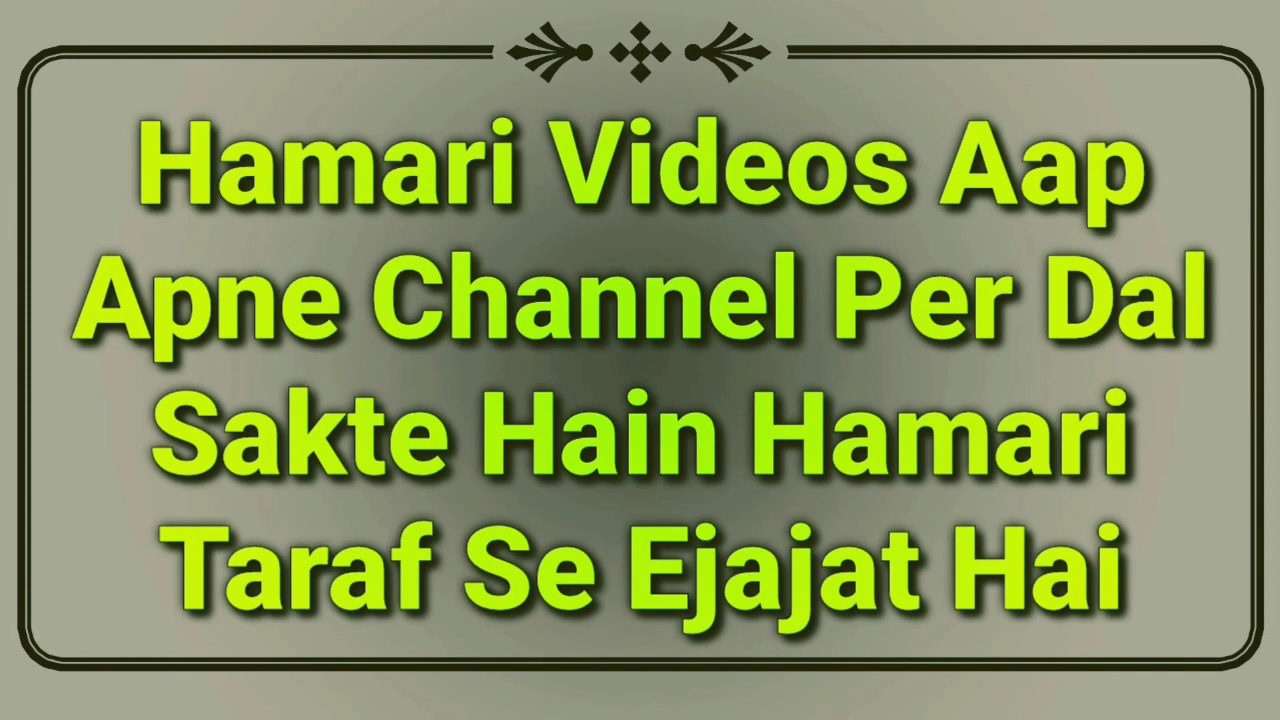 Hamari Videos Aap
Apne Channel Per Dal
Sakte Hain Hamari
Taraf Se Ejajat Hai